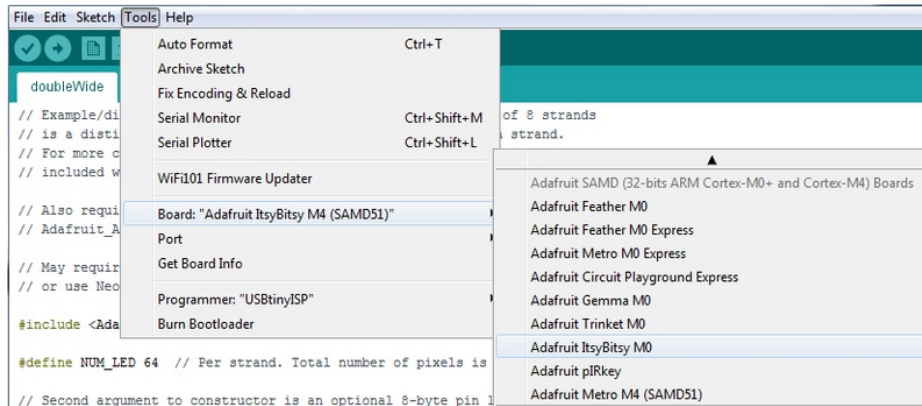 File Edit Sketch Tools Help
Auto Format Ctrl+T
Archive Sketch
Fix Encoding & Reload
Serial Monitor Ctrl+Shift+M
Serial Plotter Ctrl+Shift+L
WiFi101 Firmware Updater
Board: "Adafruit ItsyBitsy M4 (SAMD51)"
Port
Get Board Info
Programmer: "USBtinyISP"
Burn Bootloader
Adafruit SAMD (32-bits ARM Cortex-M0+ and Cortex-M4) Boards
Adafruit Feather M0
Adafruit Feather M0 Express
Adafruit Metro M0 Express
Adafruit Circuit Playground Express
Adafruit Gemma M0
Adafruit Trinket M0
Adafruit ItsyBitsy M0
Adafruit pIRkey
Adafruit Metro M4 (SAMD51)
doubleWide
// Example/di of 8 strands
// is a disti strand.
// For more c
// included w
// Also requi
// Adafruit_A
// May requir
// or use Neo
#include <Ada
#define NUM_LED 64 // Per strand. Total number of pixels is
// Second argument to constructor is an optional 8-byte pin l